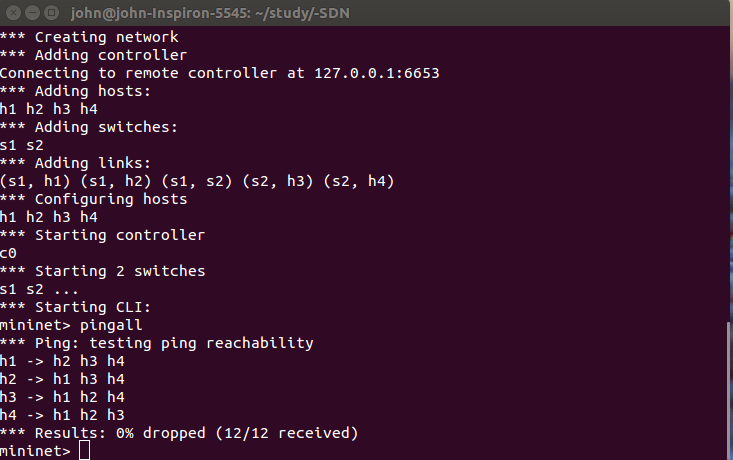 john@john-Inspiron-5545: ~/study/-SDN
*** Creating network
*** Adding controller
Connecting to remote controller at 127.0.0.1:6653
*** Adding hosts:
h1 h2 h3 h4
*** Adding switches:
s1 s2
*** Adding links:
(s1, h1) (s1, h2) (s1, s2) (s2, h3) (s2, h4)
*** Configuring hosts
h1 h2 h3 h4
*** Starting controller
c0
*** Starting 2 switches
s1 s2 ...
*** Starting CLI:
mininet> pingall
*** Ping: testing ping reachability
h1 -> h2 h3 h4
h2 -> h1 h3 h4
h3 -> h1 h2 h4
h4 -> h1 h2 h3
*** Results: 0% dropped (12/12 received)
mininet>